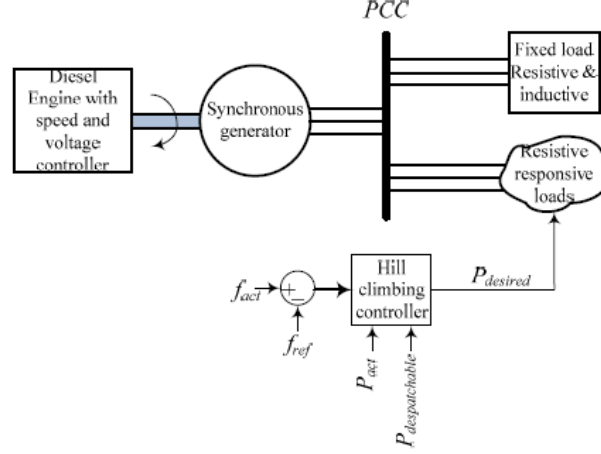 PCC
Diesel
Engine with
speed and
voltage
controller
Synchronous
generator
Fixed load
Resistive &
inductive
Resistive
responsive
loads
Hill
climbing
controller
P_desired
f_act
+
−
f_ref
P_act
P_despatchable